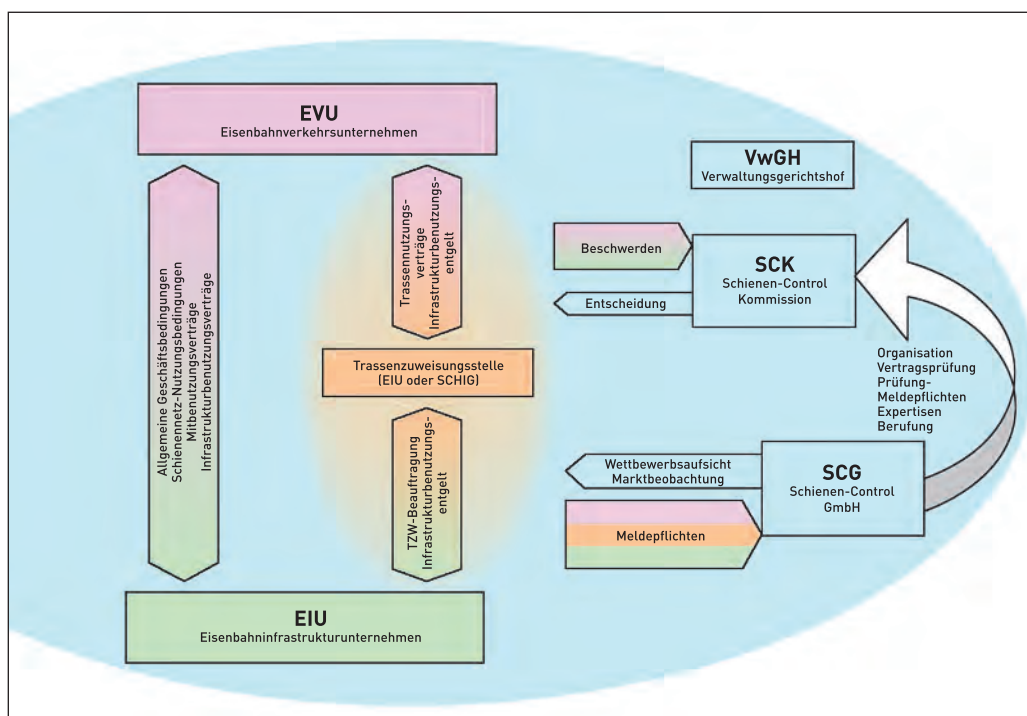 EVU
Eisenbahnverkehrsunternehmen
Allgemeine Geschäftsbedingungen
Schienennetz-Nutzungsbedingungen
Mitbenutzungsverträge
Infrastrukturbenutzungsverträge
Trassennutzungs-
verträge
Infrastrukturbenutzungs-
entgelt
Trassenzuweisungsstelle
(EIU oder SCHIG)
TZW-Beauftragung
Infrastrukturbenutzungs-
entgelt
EIU
Eisenbahninfrastrukturunternehmen
VwGH
Verwaltungsgerichtshof
Beschwerden
Entscheidung
SCK
Schienen-Control
Kommission
Organisation
Vertragsprüfung
Prüfung-
Meldepflichten
Expertisen
Berufung
Wettbewerbsaufsicht
Marktbeobachtung
Meldepflichten
SCG
Schienen-Control
GmbH